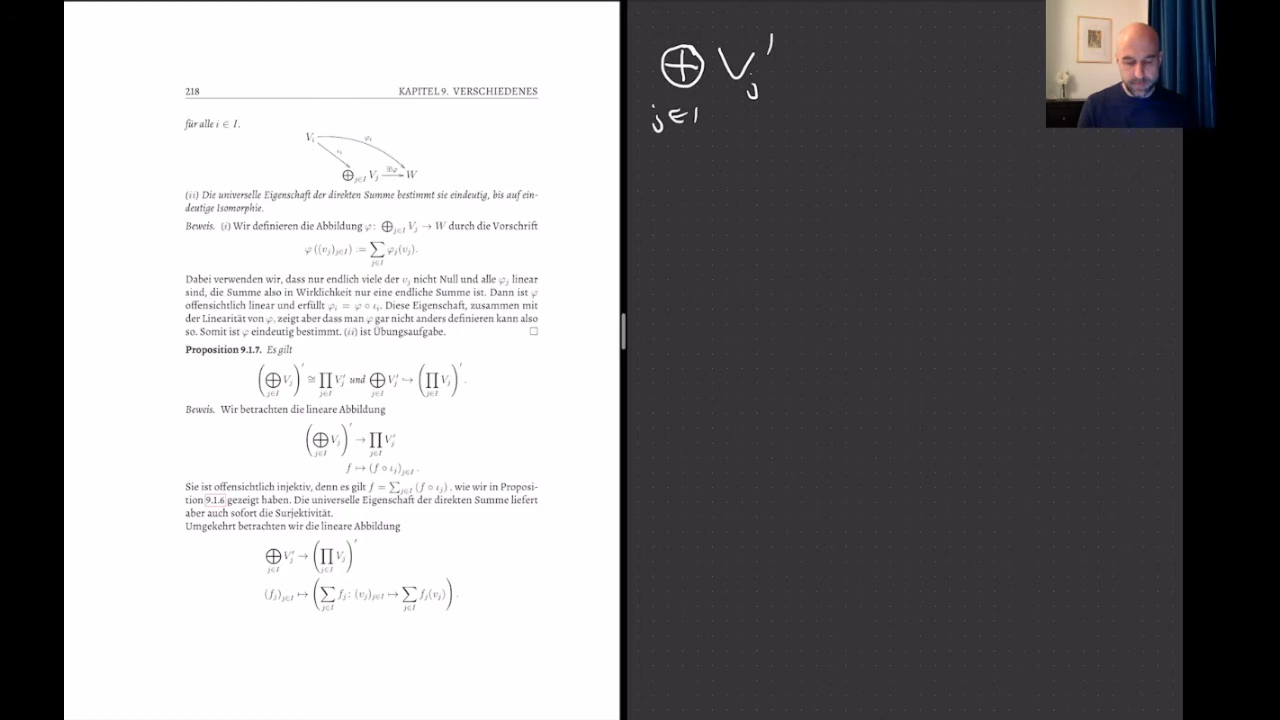 218 KAPITEL 9. VERSCHIEDENES
für alle i ∈ I.
V_i φ_i
ι_i
⊕_{j∈I} V_j ∃!φ→ W
(ii) Die universelle Eigenschaft der direkten Summe bestimmt sie eindeutig, bis auf ein-
deutige Isomorphie.
Beweis. (i) Wir definieren die Abbildung φ: ⊕_{j∈I} V_j → W durch die Vorschrift
φ((v_j)_{j∈I}) := ∑_{j∈I} φ_j(v_j).
Dabei verwenden wir, dass nur endlich viele der v_j nicht Null und alle φ_j linear
sind, die Summe also in Wirklichkeit nur eine endliche Summe ist. Dann ist φ
offensichtlich linear und erfüllt φ_i = φ ∘ ι_i. Diese Eigenschaft, zusammen mit
der Linearität von φ, zeigt aber dass man φ gar nicht anders definieren kann also
so. Somit ist φ eindeutig bestimmt. (ii) ist Übungsaufgabe. □
Proposition 9.1.7. Es gilt
(⊕_{j∈I} V_j)′ ≅ ∏_{j∈I} V_j′ und ⊕_{j∈I} V_j′ ↪ (∏_{j∈I} V_j)′.
Beweis. Wir betrachten die lineare Abbildung
(⊕_{j∈I} V_j)′ → ∏_{j∈I} V_j′
f ↦ (f ∘ ι_j)_{j∈I}.
Sie ist offensichtlich injektiv, denn es gilt f = ∑_{j∈I} (f ∘ ι_j), wie wir in Proposi-
tion 9.1.6 gezeigt haben. Die universelle Eigenschaft der direkten Summe liefert
aber auch sofort die Surjektivität.
Umgekehrt betrachten wir die lineare Abbildung
⊕_{j∈I} V_j′ → (∏_{j∈I} V_j)′
(f_j)_{j∈I} ↦ (∑_{j∈I} f_j : (v_j)_{j∈I} ↦ ∑_{j∈I} f_j(v_j)).
⊕_{j∈I} V_j′